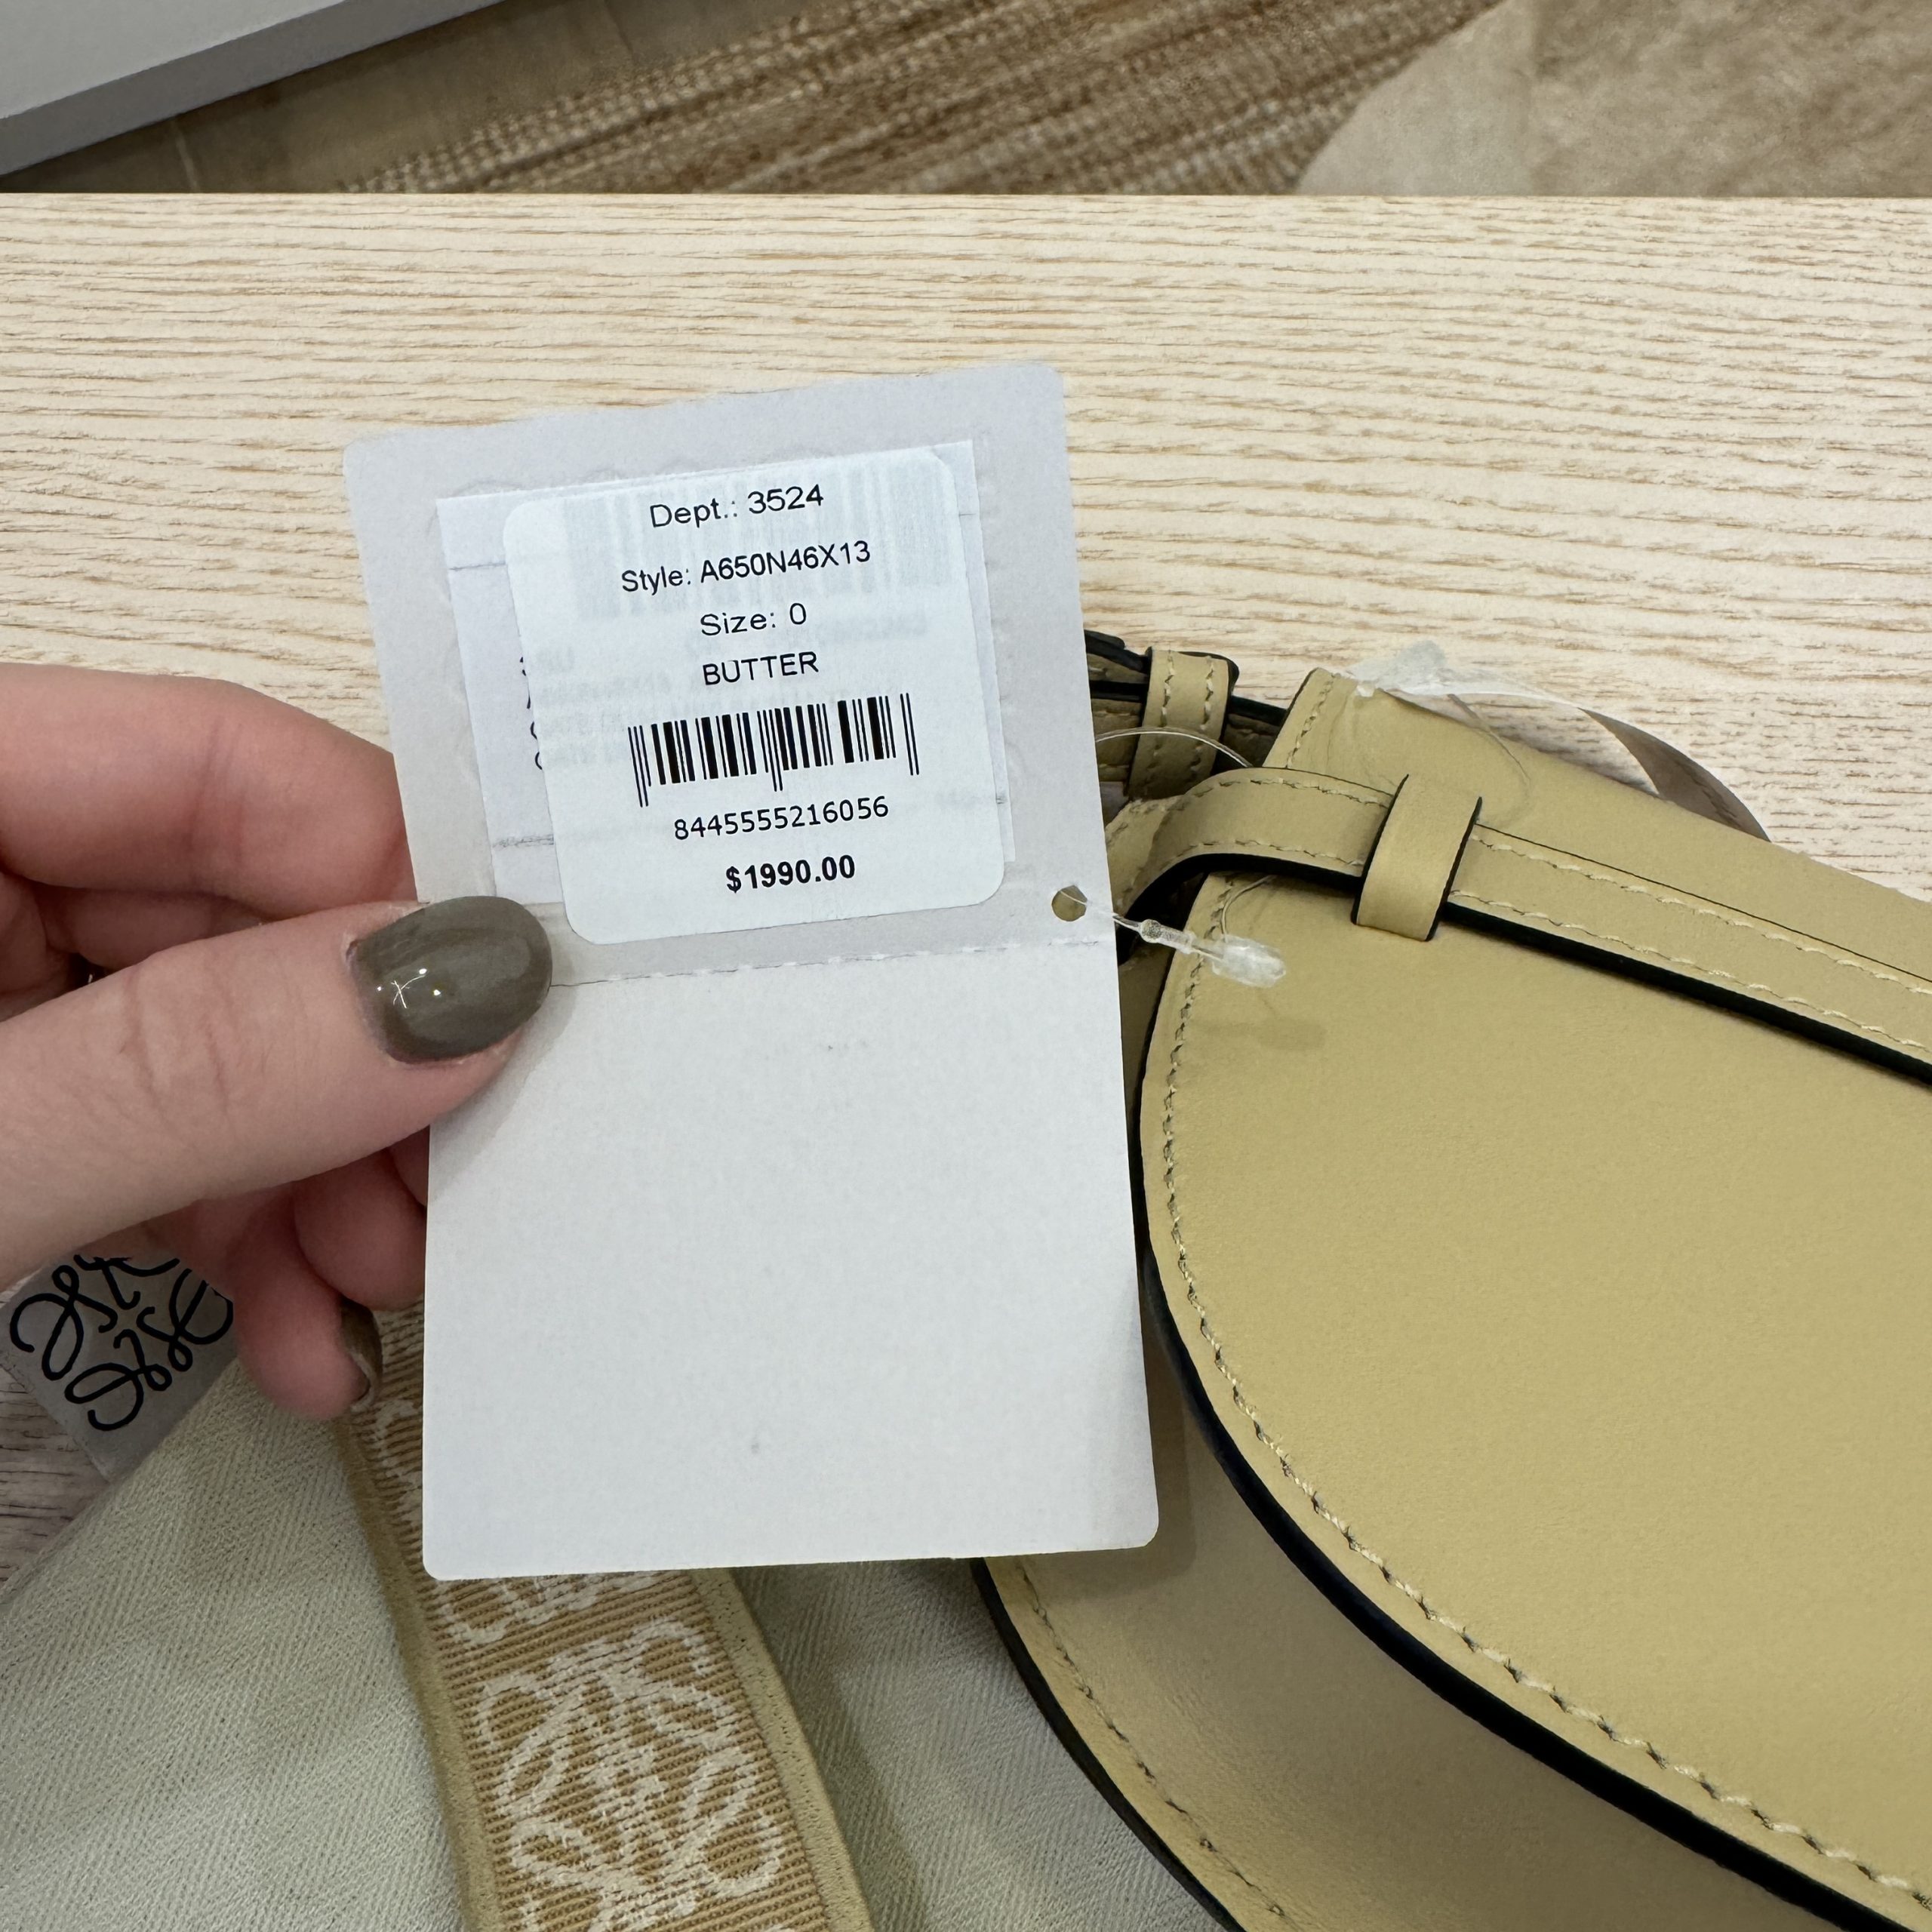 Dept.: 3524
Style: A650N46X13
Size: 0
BUTTER
8445555216056
$1990.00